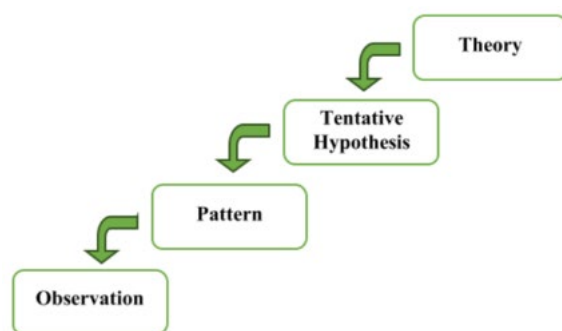 Theory
Tentative
Hypothesis
Pattern
Observation